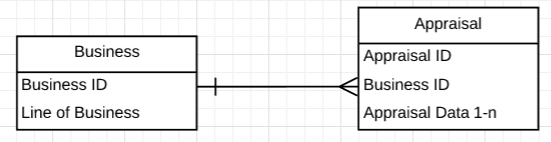 Business
Business ID
Line of Business
Appraisal
Appraisal ID
Business ID
Appraisal Data 1-n